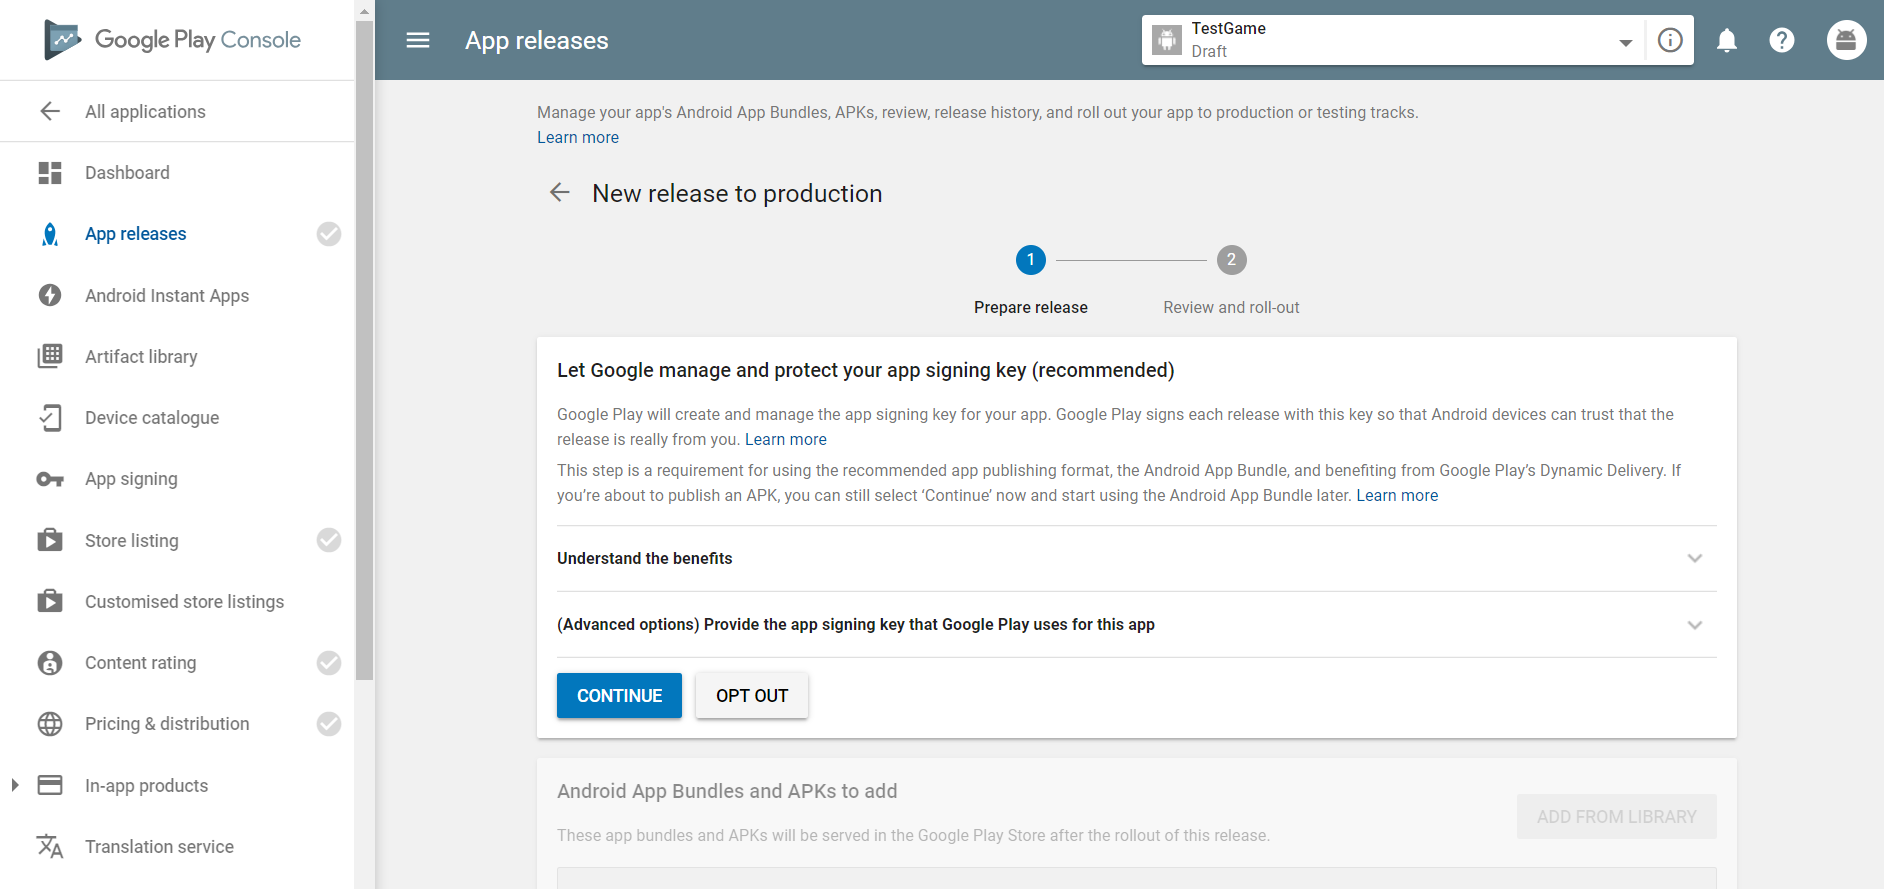 Google Play Console
App releases
TestGame
Draft
All applications
Dashboard
App releases
Android Instant Apps
Artifact library
Device catalogue
App signing
Store listing
Customised store listings
Content rating
Pricing & distribution
In-app products
Translation service
Manage your app's Android App Bundles, APKs, review, release history, and roll out your app to production or testing tracks.
Learn more
New release to production
1
2
Prepare release
Review and roll-out
Let Google manage and protect your app signing key (recommended)
Google Play will create and manage the app signing key for your app. Google Play signs each release with this key so that Android devices can trust that the
release is really from you. Learn more
This step is a requirement for using the recommended app publishing format, the Android App Bundle, and benefiting from Google Play’s Dynamic Delivery. If
you’re about to publish an APK, you can still select ‘Continue’ now and start using the Android App Bundle later. Learn more
Understand the benefits
(Advanced options) Provide the app signing key that Google Play uses for this app
CONTINUE
OPT OUT
Android App Bundles and APKs to add
ADD FROM LIBRARY
These app bundles and APKs will be served in the Google Play Store after the rollout of this release.